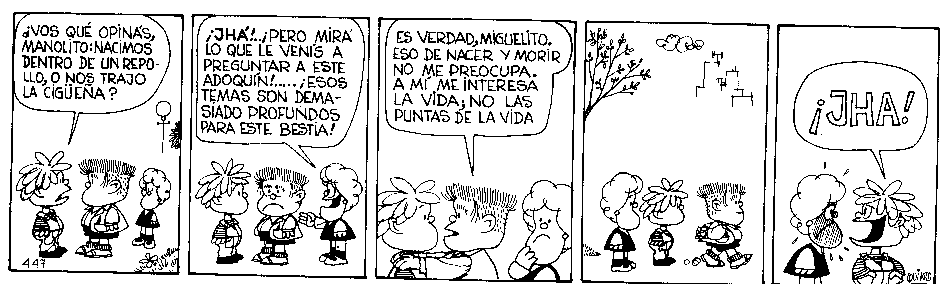 ¿VOS QUÉ OPINÁS,
MANOLITO: NACIMOS
DENTRO DE UN REPO-
LLO, O NOS TRAJO
LA CIGÜEÑA?
447
¡JHÁ!..¡PERO MIRÁ
LO QUE LE VENÍS A
PREGUNTAR A ESTE
ADOQUÍN!.....¡ESOS
TEMAS SON DEMA-
SIADO PROFUNDOS
PARA ESTE BESTIA!
ES VERDAD, MIGUELITO.
ESO DE NACER Y MORIR
NO ME PREOCUPA.
A MÍ ME INTERESA
LA VIDA; NO LAS
PUNTAS DE LA VIDA
¡JHA!